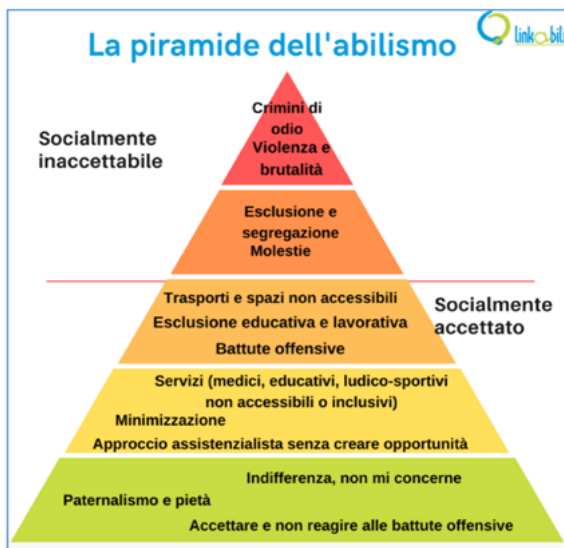 La piramide dell'abilismo
linkabili
Socialmente
inaccettabile
Crimini di
odio
Violenza e
brutalità
Esclusione e
segregazione
Molestie
Trasporti e spazi non accessibili
Esclusione educativa e lavorativa
Battute offensive
Socialmente
accettato
Servizi (medici, educativi, ludico-sportivi
non accessibili o inclusivi)
Minimizzazione
Approccio assistenzialista senza creare opportunità
Indifferenza, non mi concerne
Paternalismo e pietà
Accettare e non reagire alle battute offensive